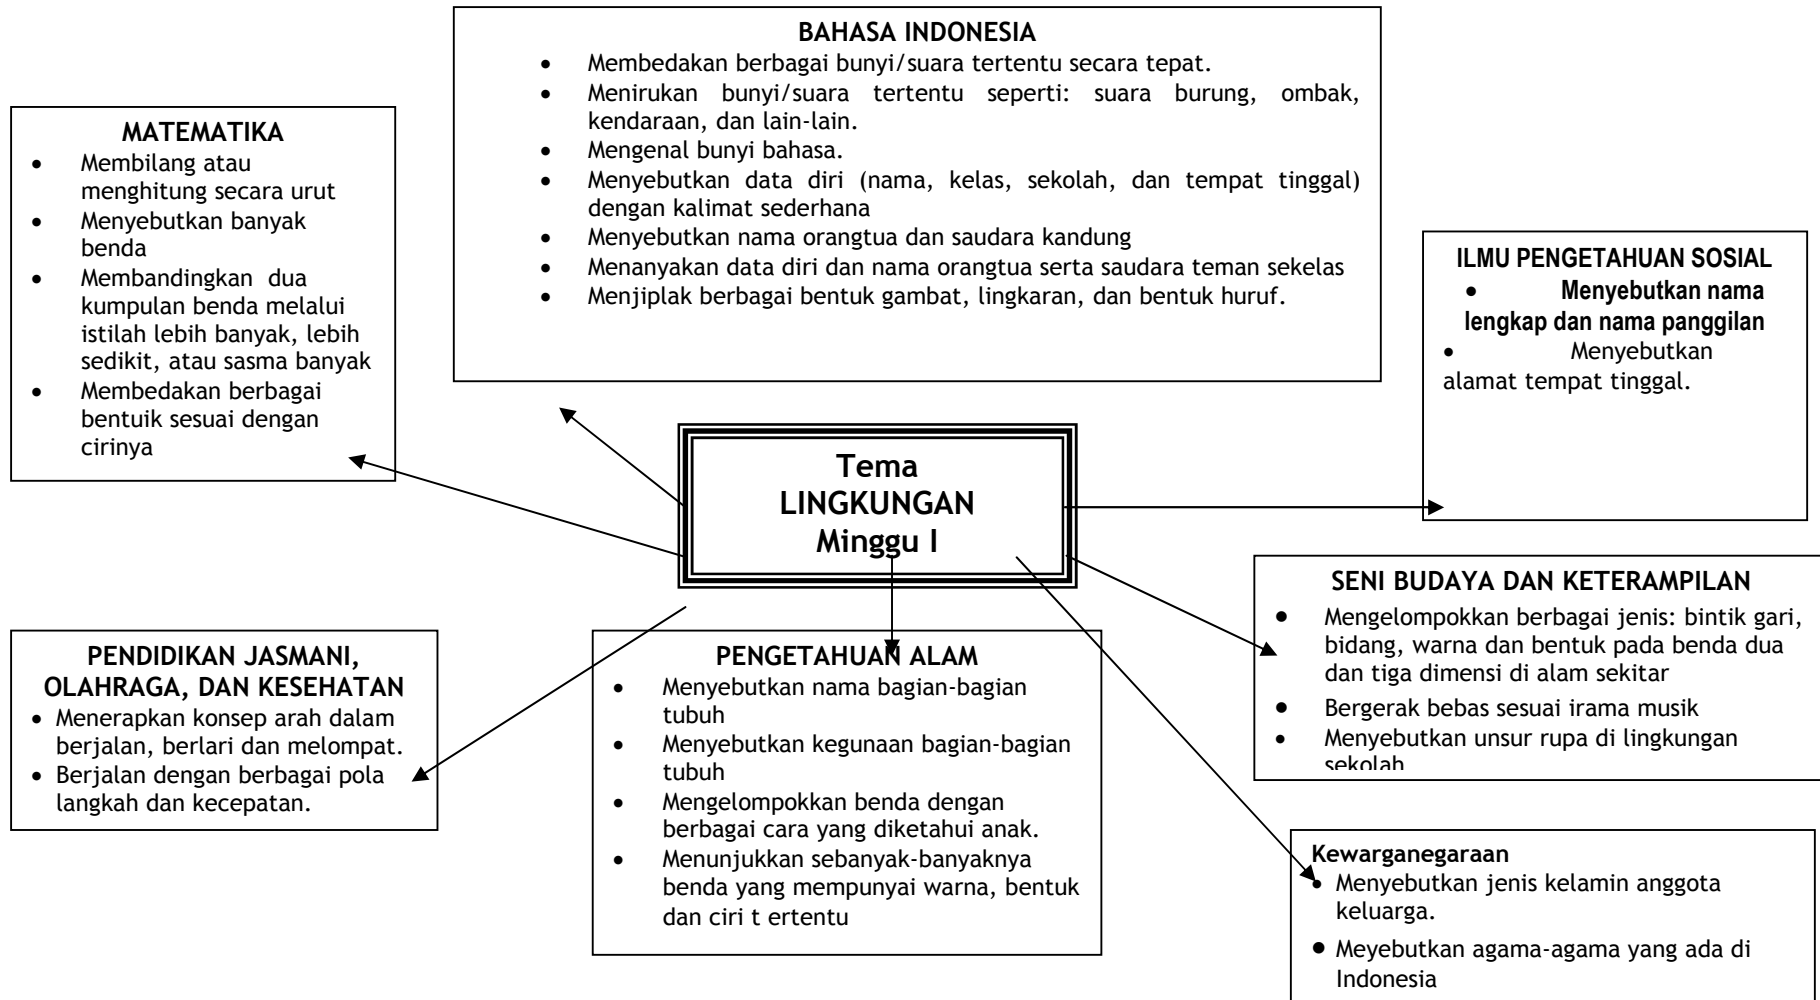 BAHASA INDONESIA
• Membedakan berbagai bunyi/suara tertentu secara tepat.
• Menirukan bunyi/suara tertentu seperti: suara burung, ombak,
kendaraan, dan lain-lain.
• Mengenal bunyi bahasa.
• Menyebutkan data diri (nama, kelas, sekolah, dan tempat tinggal)
dengan kalimat sederhana
• Menyebutkan nama orangtua dan saudara kandung
• Menanyakan data diri dan nama orangtua serta saudara teman sekelas
• Menjiplak berbagai bentuk gambat, lingkaran, dan bentuk huruf.
MATEMATIKA
• Membilang atau
menghitung secara urut
• Menyebutkan banyak
benda
• Membandingkan dua
kumpulan benda melalui
istilah lebih banyak, lebih
sedikit, atau sasma banyak
• Membedakan berbagai
bentuik sesuai dengan
cirinya
ILMU PENGETAHUAN SOSIAL
• Menyebutkan nama
lengkap dan nama panggilan
• Menyebutkan
alamat tempat tinggal.
Tema
LINGKUNGAN
Minggu I
SENI BUDAYA DAN KETERAMPILAN
• Mengelompokkan berbagai jenis: bintik gari,
bidang, warna dan bentuk pada benda dua
dan tiga dimensi di alam sekitar
• Bergerak bebas sesuai irama musik
• Menyebutkan unsur rupa di lingkungan
sekolah
PENDIDIKAN JASMANI,
OLAHRAGA, DAN KESEHATAN
• Menerapkan konsep arah dalam
berjalan, berlari dan melompat.
• Berjalan dengan berbagai pola
langkah dan kecepatan.
PENGETAHUAN ALAM
• Menyebutkan nama bagian-bagian
tubuh
• Menyebutkan kegunaan bagian-bagian
tubuh
• Mengelompokkan benda dengan
berbagai cara yang diketahui anak.
• Menunjukkan sebanyak-banyaknya
benda yang mempunyai warna, bentuk
dan ciri t ertentu
Kewarganegaraan
• Menyebutkan jenis kelamin anggota
keluarga.
• Meyebutkan agama-agama yang ada di
Indonesia